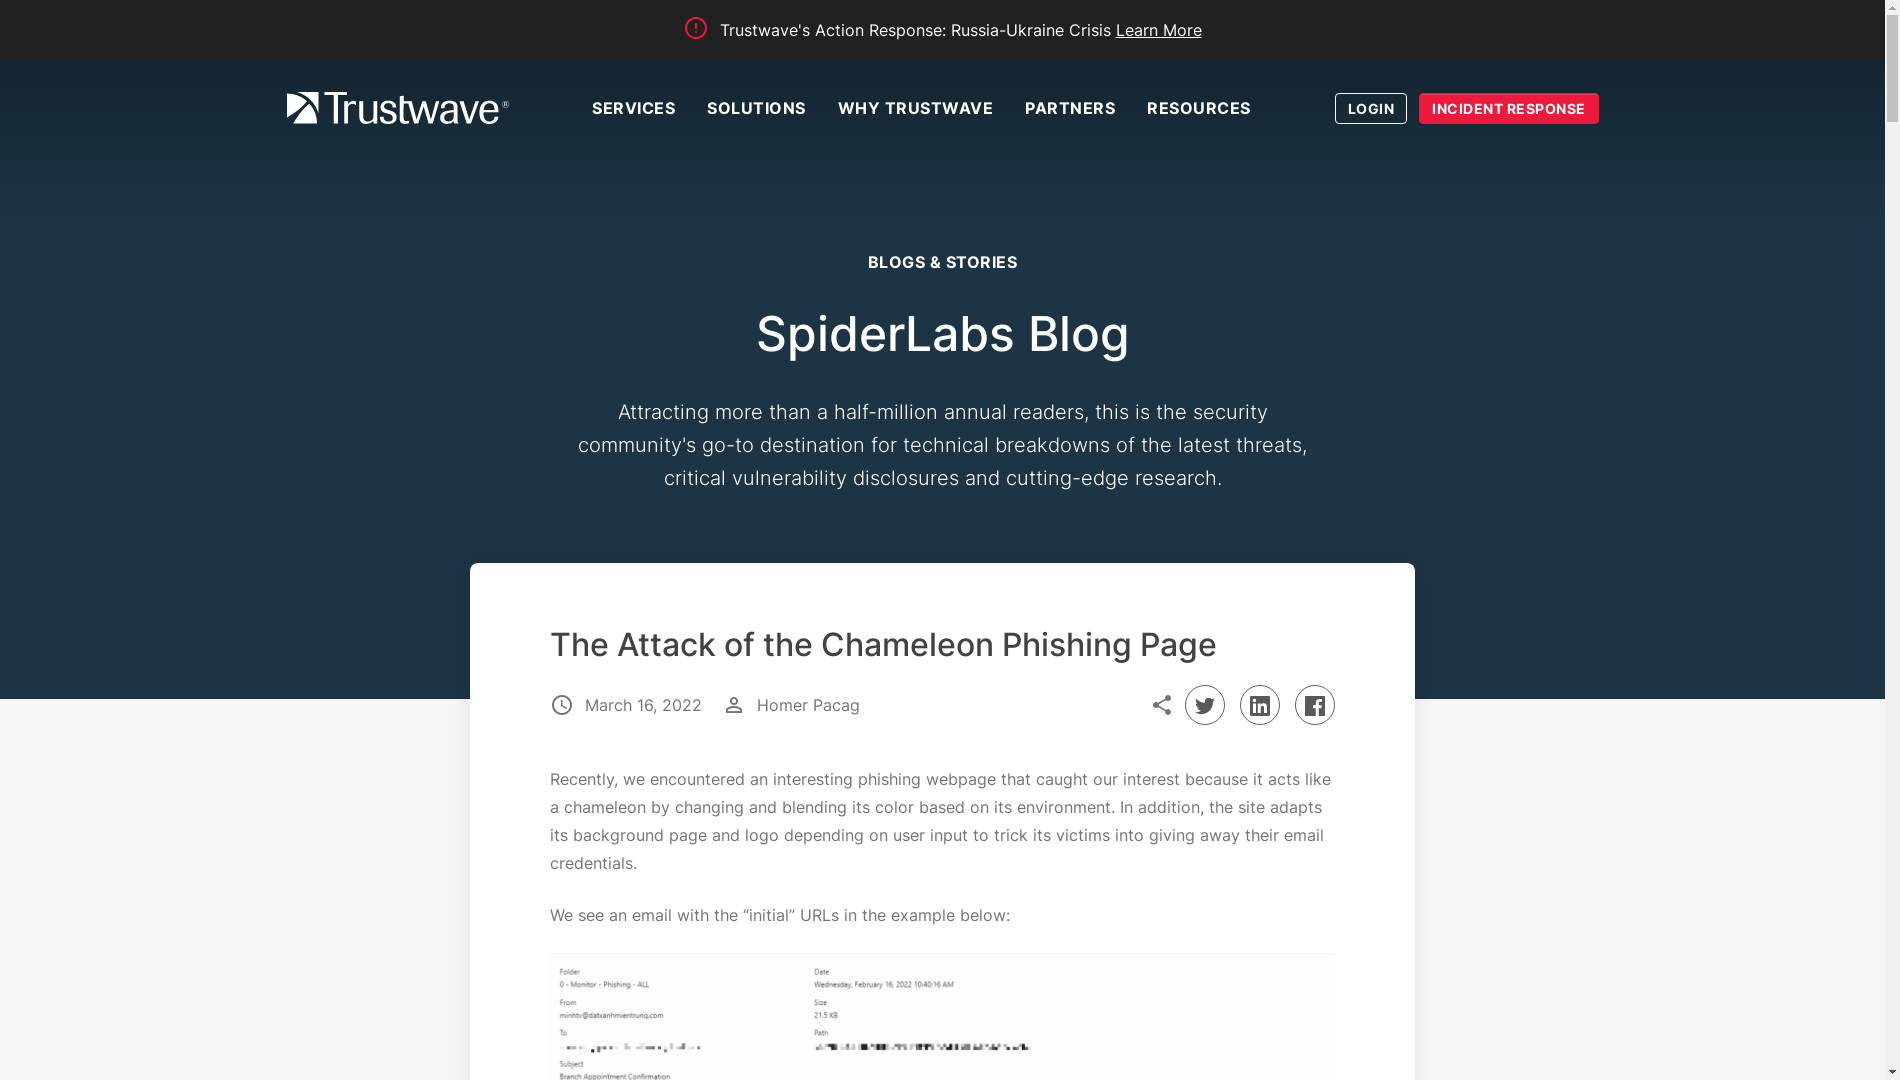 Trustwave's Action Response: Russia-Ukraine Crisis Learn More
Trustwave®
SERVICES
SOLUTIONS
WHY TRUSTWAVE
PARTNERS
RESOURCES
LOGIN
INCIDENT RESPONSE
BLOGS & STORIES
SpiderLabs Blog
Attracting more than a half-million annual readers, this is the security
community's go-to destination for technical breakdowns of the latest threats,
critical vulnerability disclosures and cutting-edge research.
The Attack of the Chameleon Phishing Page
March 16, 2022
Homer Pacag
Recently, we encountered an interesting phishing webpage that caught our interest because it acts like
a chameleon by changing and blending its color based on its environment. In addition, the site adapts
its background page and logo depending on user input to trick its victims into giving away their email
credentials.
We see an email with the “initial” URLs in the example below:
Folder
0 - Monitor - Phishing - ALL
Date
Wednesday, February 16, 2022 10:40:16 AM
From
minhtv@datxanhmientrung.com
Size
21.5 KB
To
Path
Subject
Branch Appointment Confirmation